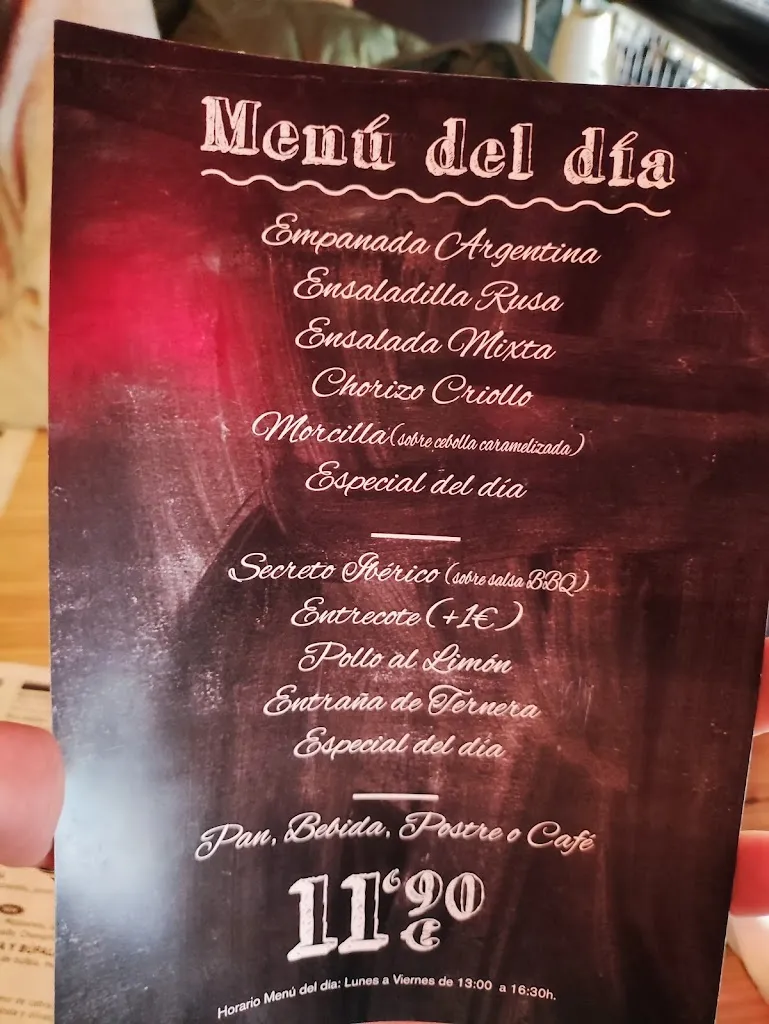 Menú del día
Empanada Argentina
Ensaladilla Rusa
Ensalada Mixta
Chorizo Criollo
Morcilla (sobre cebolla caramelizada)
Especial del día
Secreto Ibérico (sobre salsa BBQ)
Entrecote (+1€)
Pollo al Limón
Entraña de Ternera
Especial del día
Pan, Bebida, Postre o Café
11'90
€
Horario Menú del día: Lunes a Viernes de 13:00 a 16:30h.